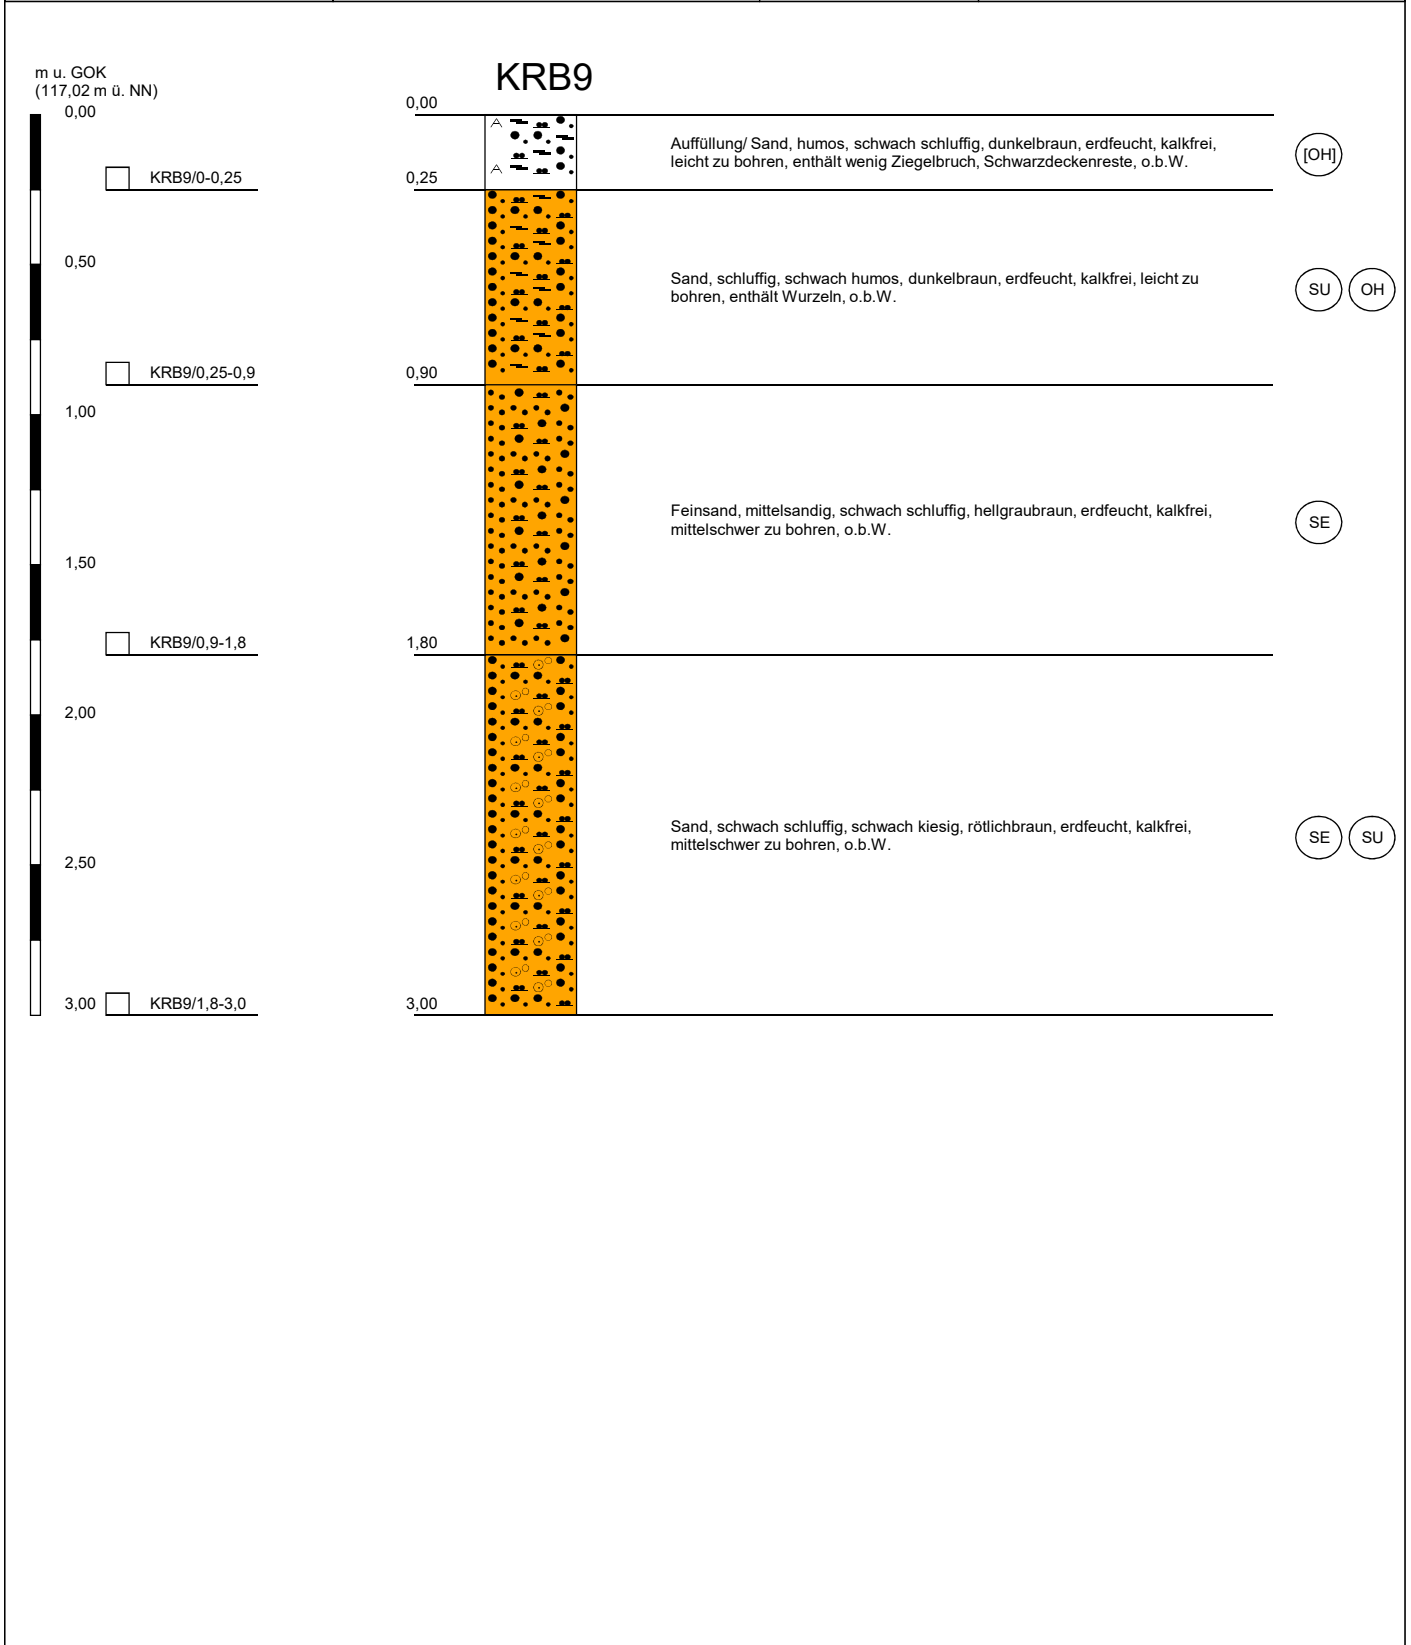 m u. GOK
(117,02 m ü. NN)
KRB9
0,00
0,00
Auffüllung/ Sand, humos, schwach schluffig, dunkelbraun, erdfeucht, kalkfrei,
leicht zu bohren, enthält wenig Ziegelbruch, Schwarzdeckenreste, o.b.W.
[OH]
KRB9/0-0,25
0,25
0,50
Sand, schluffig, schwach humos, dunkelbraun, erdfeucht, kalkfrei, leicht zu
bohren, enthält Wurzeln, o.b.W.
SU OH
KRB9/0,25-0,9
0,90
1,00
Feinsand, mittelsandig, schwach schluffig, hellgraubraun, erdfeucht, kalkfrei,
mittelschwer zu bohren, o.b.W.
SE
1,50
KRB9/0,9-1,8
1,80
2,00
Sand, schwach schluffig, schwach kiesig, rötlichbraun, erdfeucht, kalkfrei,
mittelschwer zu bohren, o.b.W.
SE SU
2,50
3,00
KRB9/1,8-3,0
3,00